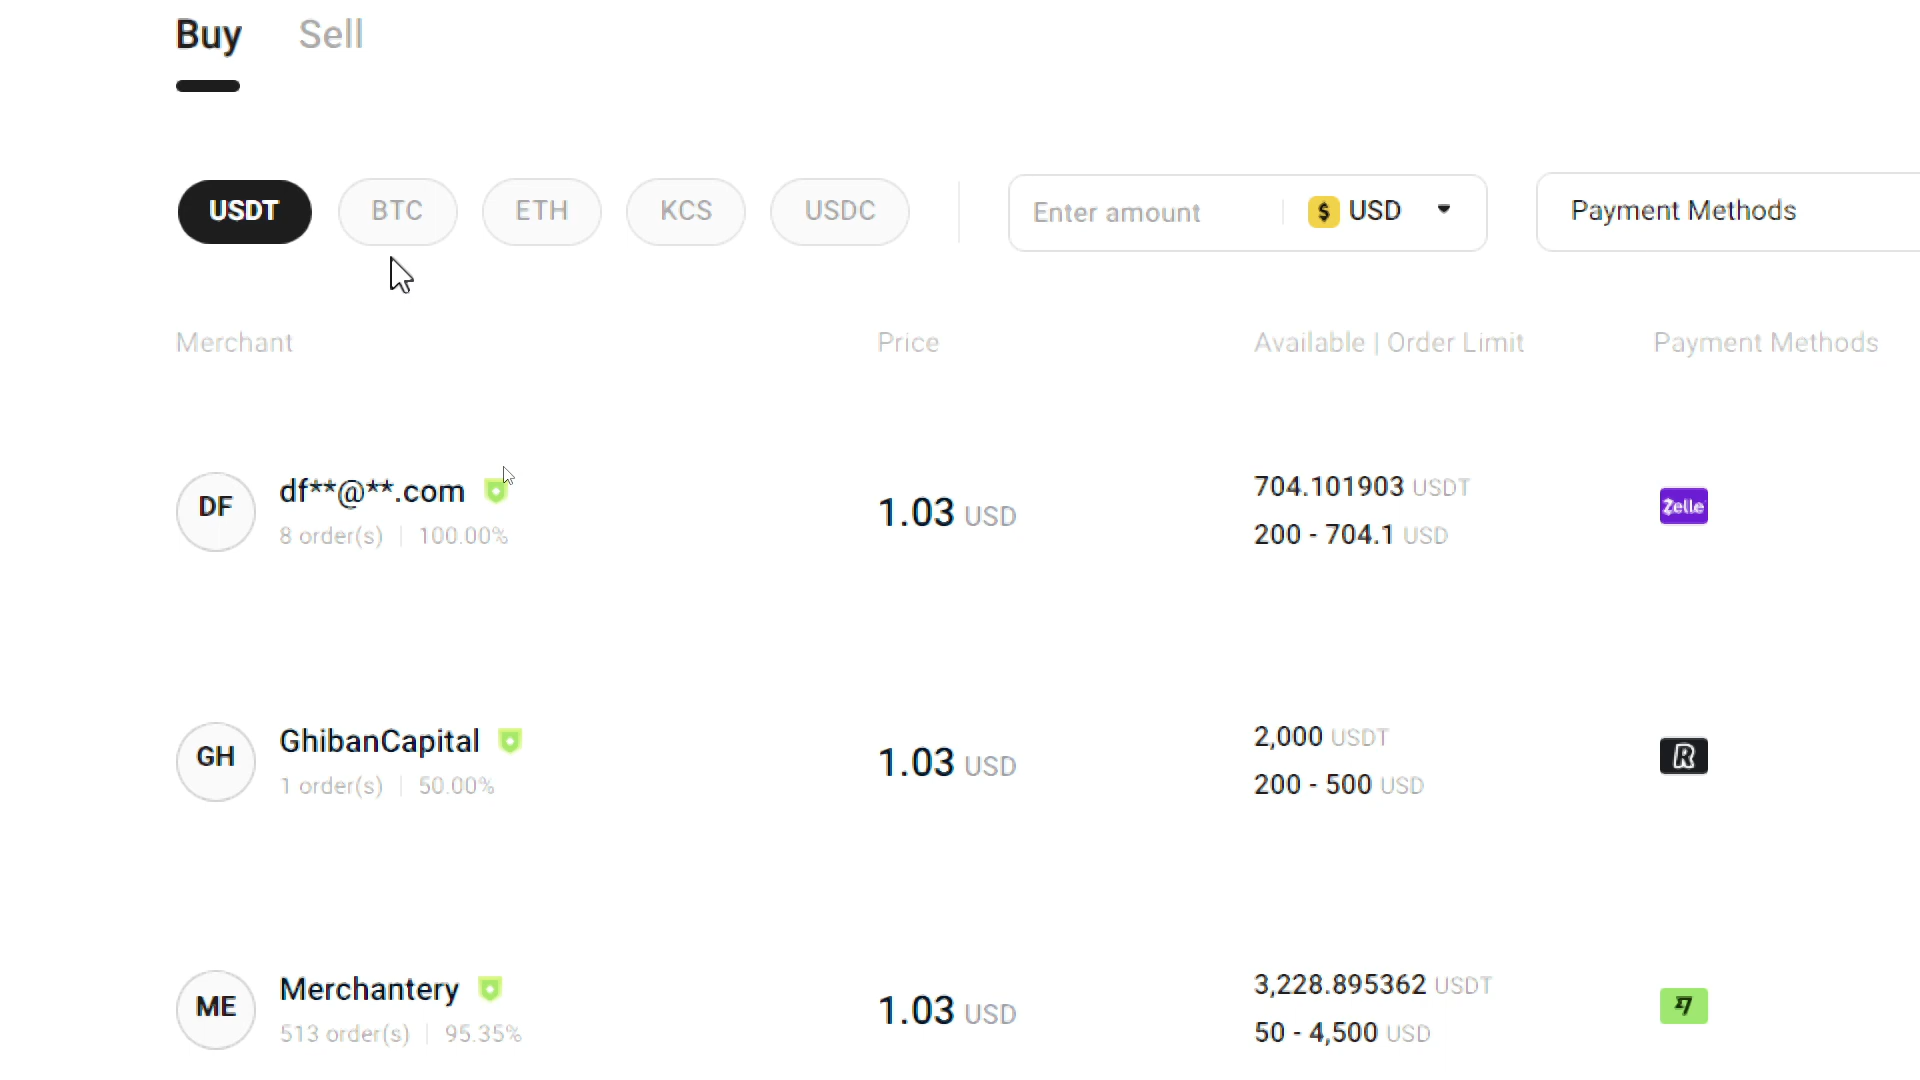 Buy Sell
USDT BTC ETH KCS USDC Enter amount $ USD Payment Methods
Merchant Price Available | Order Limit Payment Methods
DF df**@**.com 1.03 USD 704.101903 USDT Zelle
8 order(s) | 100.00% 200 - 704.1 USD
GH GhibanCapital 1.03 USD 2,000 USDT R
1 order(s) | 50.00% 200 - 500 USD
ME Merchantery 1.03 USD 3,228.895362 USDT
513 order(s) | 95.35% 50 - 4,500 USD